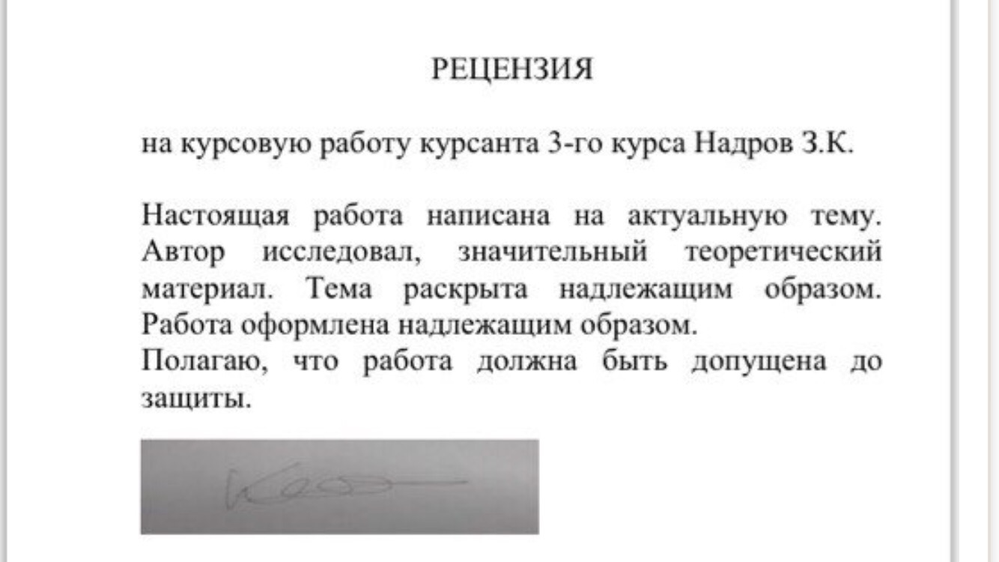 РЕЦЕНЗИЯ
на курсовую работу курсанта 3-го курса Надров З.К.
Настоящая работа написана на актуальную тему.
Автор исследовал, значительный теоретический
материал. Тема раскрыта надлежащим образом.
Работа оформлена надлежащим образом.
Полагаю, что работа должна быть допущена до
защиты.